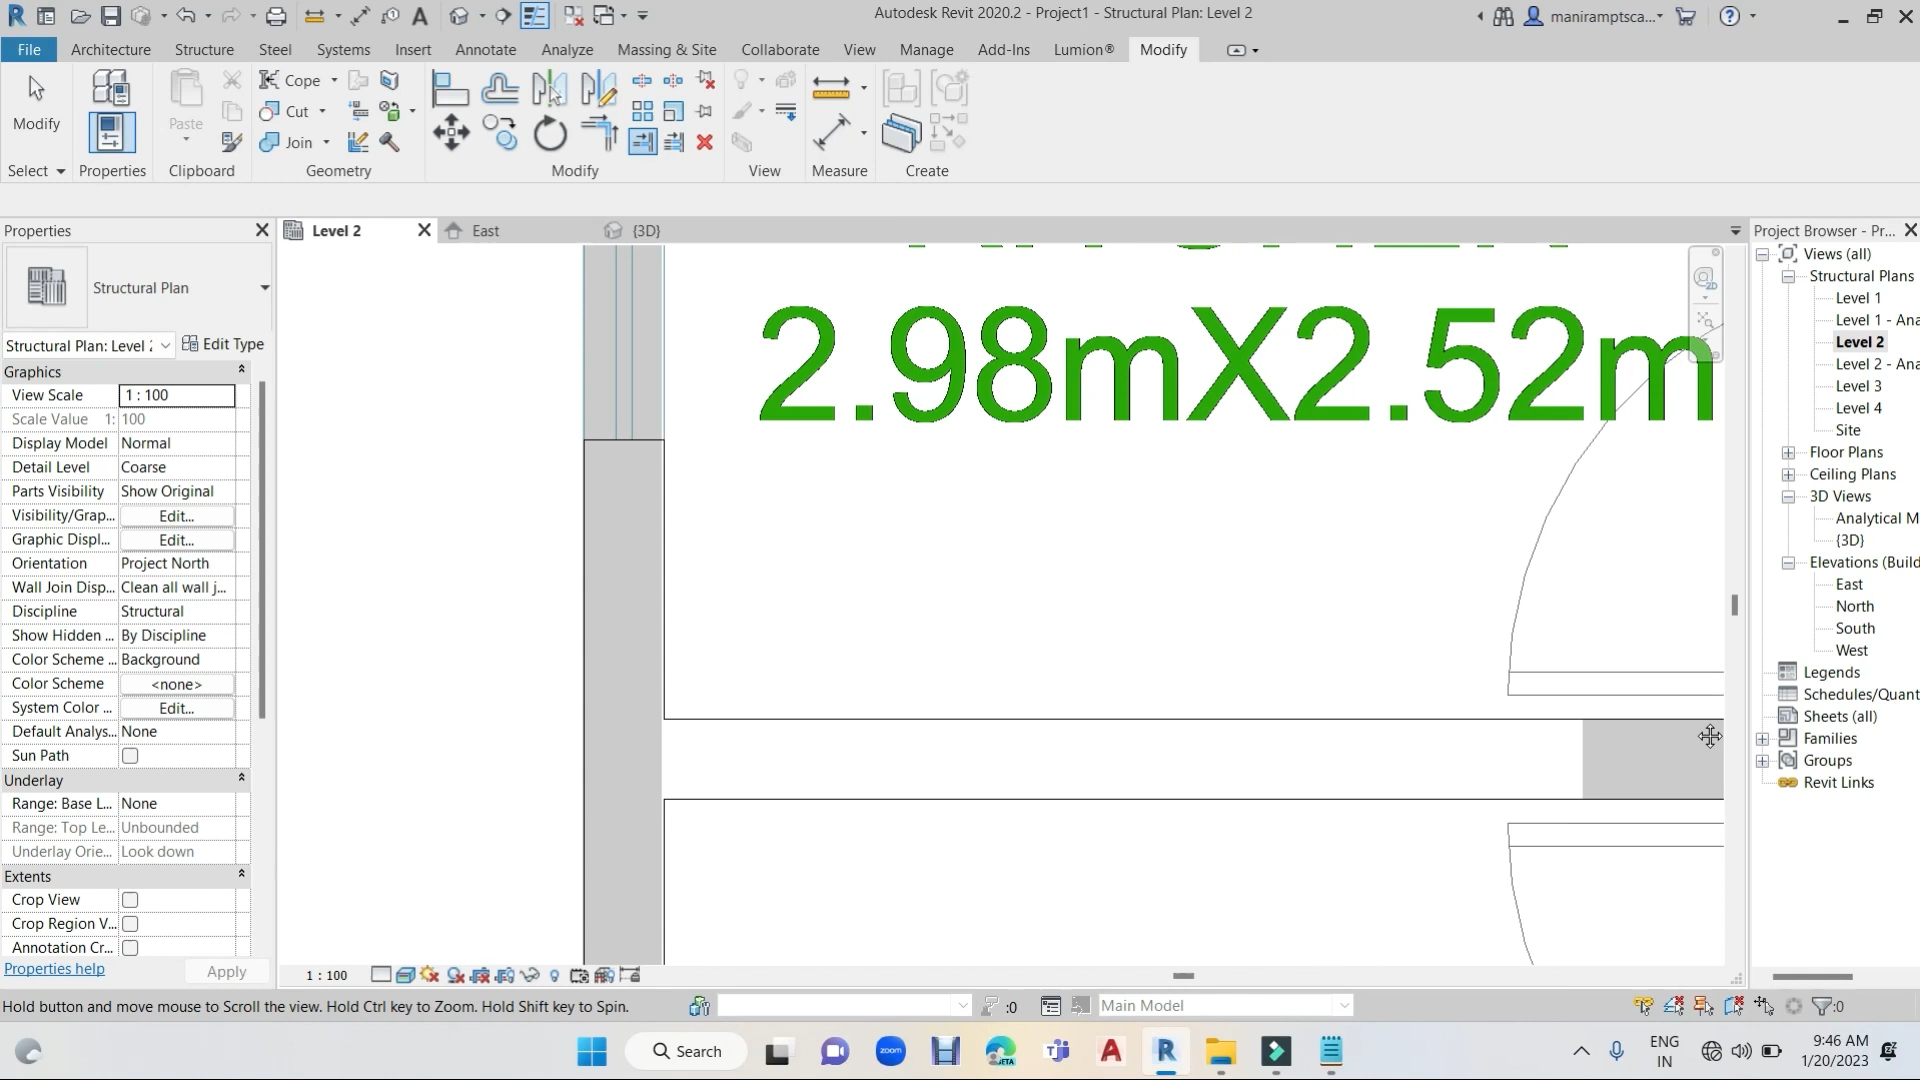 Autodesk Revit 2020.2 - Project1 - Structural Plan: Level 2
maniramptsca...
File Architecture Structure Steel Systems Insert Annotate Analyze Massing & Site Collaborate View Manage Add-Ins Lumion® Modify
Modify
Paste
Cope
Cut
Join
Select Properties Clipboard Geometry Modify View Measure Create
Properties
Level 2
East
{3D}
Project Browser - Pr...
Structural Plan
Structural Plan: Level 2
Edit Type
Graphics
View Scale 1 : 100
Scale Value 1: 100
Display Model Normal
Detail Level Coarse
Parts Visibility Show Original
Visibility/Grap... Edit...
Graphic Displ... Edit...
Orientation Project North
Wall Join Disp... Clean all wall j...
Discipline Structural
Show Hidden ... By Discipline
Color Scheme ... Background
Color Scheme <none>
System Color ... Edit...
Default Analys... None
Sun Path
Underlay
Range: Base L... None
Range: Top Le... Unbounded
Underlay Orie... Look down
Extents
Crop View
Crop Region V...
Annotation Cr...
Properties help
Apply
2.98mX2.52m
2D
Views (all)
Structural Plans
Level 1
Level 1 - Ana
Level 2
Level 2 - Ana
Level 3
Level 4
Site
Floor Plans
Ceiling Plans
3D Views
Analytical M
{3D}
Elevations (Build
East
North
South
West
Legends
Schedules/Quant
Sheets (all)
Families
Groups
Revit Links
1 : 100
Hold button and move mouse to Scroll the view. Hold Ctrl key to Zoom. Hold Shift key to Spin.
:0
Main Model
:0
Search
zoom
BETA
ENG
IN
9:46 AM
1/20/2023